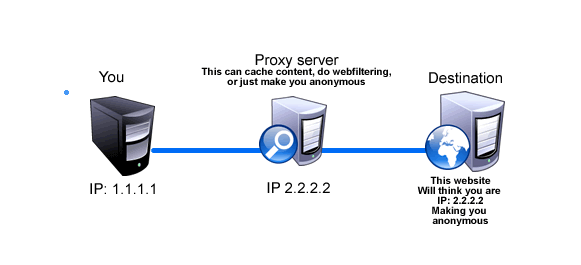 You
IP: 1.1.1.1
Proxy server
This can cache content, do webfiltering,
or just make you anonymous
IP 2.2.2.2
Destination
This website
Will think you are
IP: 2.2.2.2
Making you
anonymous